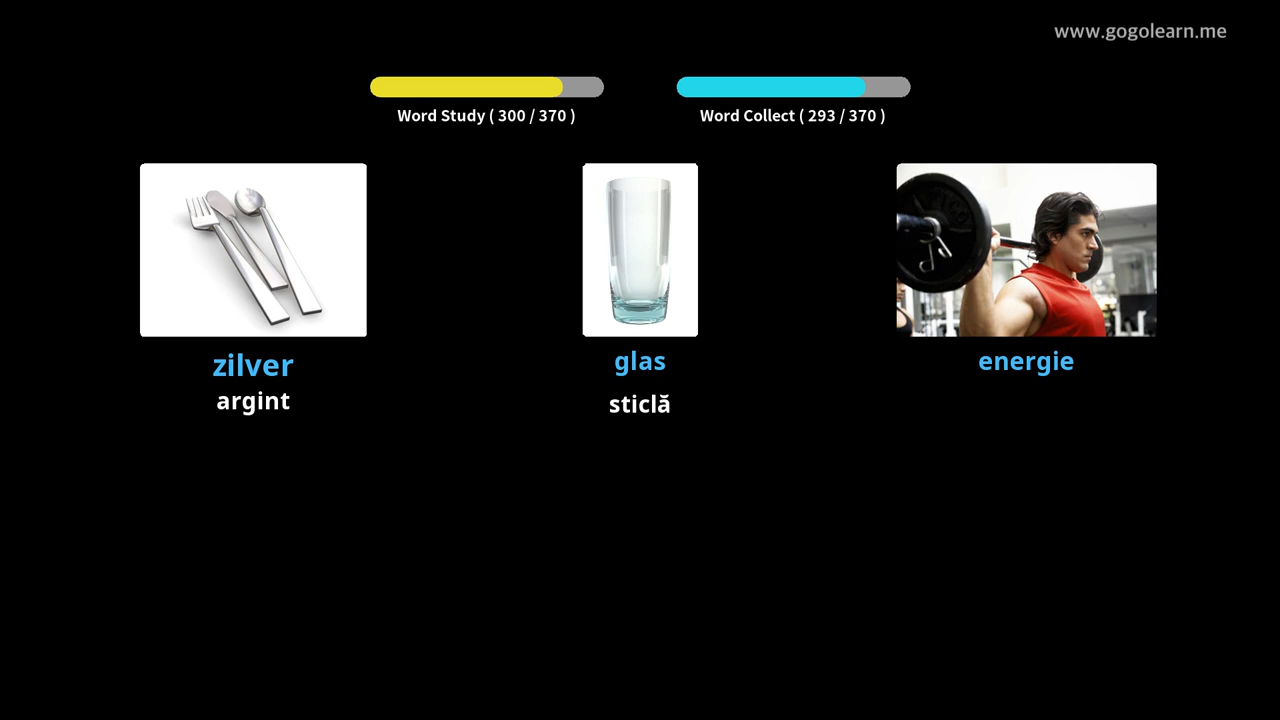 www.gogolearn.me
Word Study ( 300 / 370 )
Word Collect ( 293 / 370 )
zilver
argint
glas
sticlă
energie